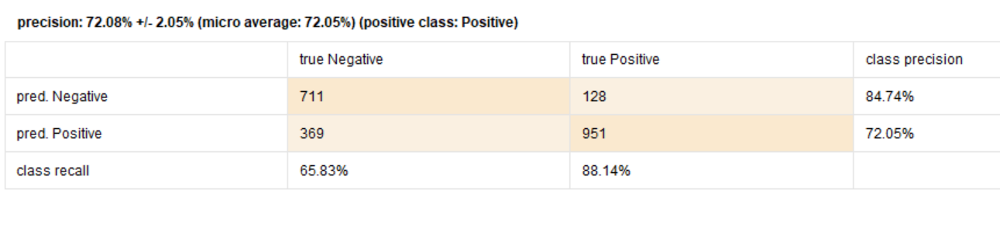 precision: 72.08% +/- 2.05% (micro average: 72.05%) (positive class: Positive)
true Negative true Positive class precision
pred. Negative 711 128 84.74%
pred. Positive 369 951 72.05%
class recall 65.83% 88.14%